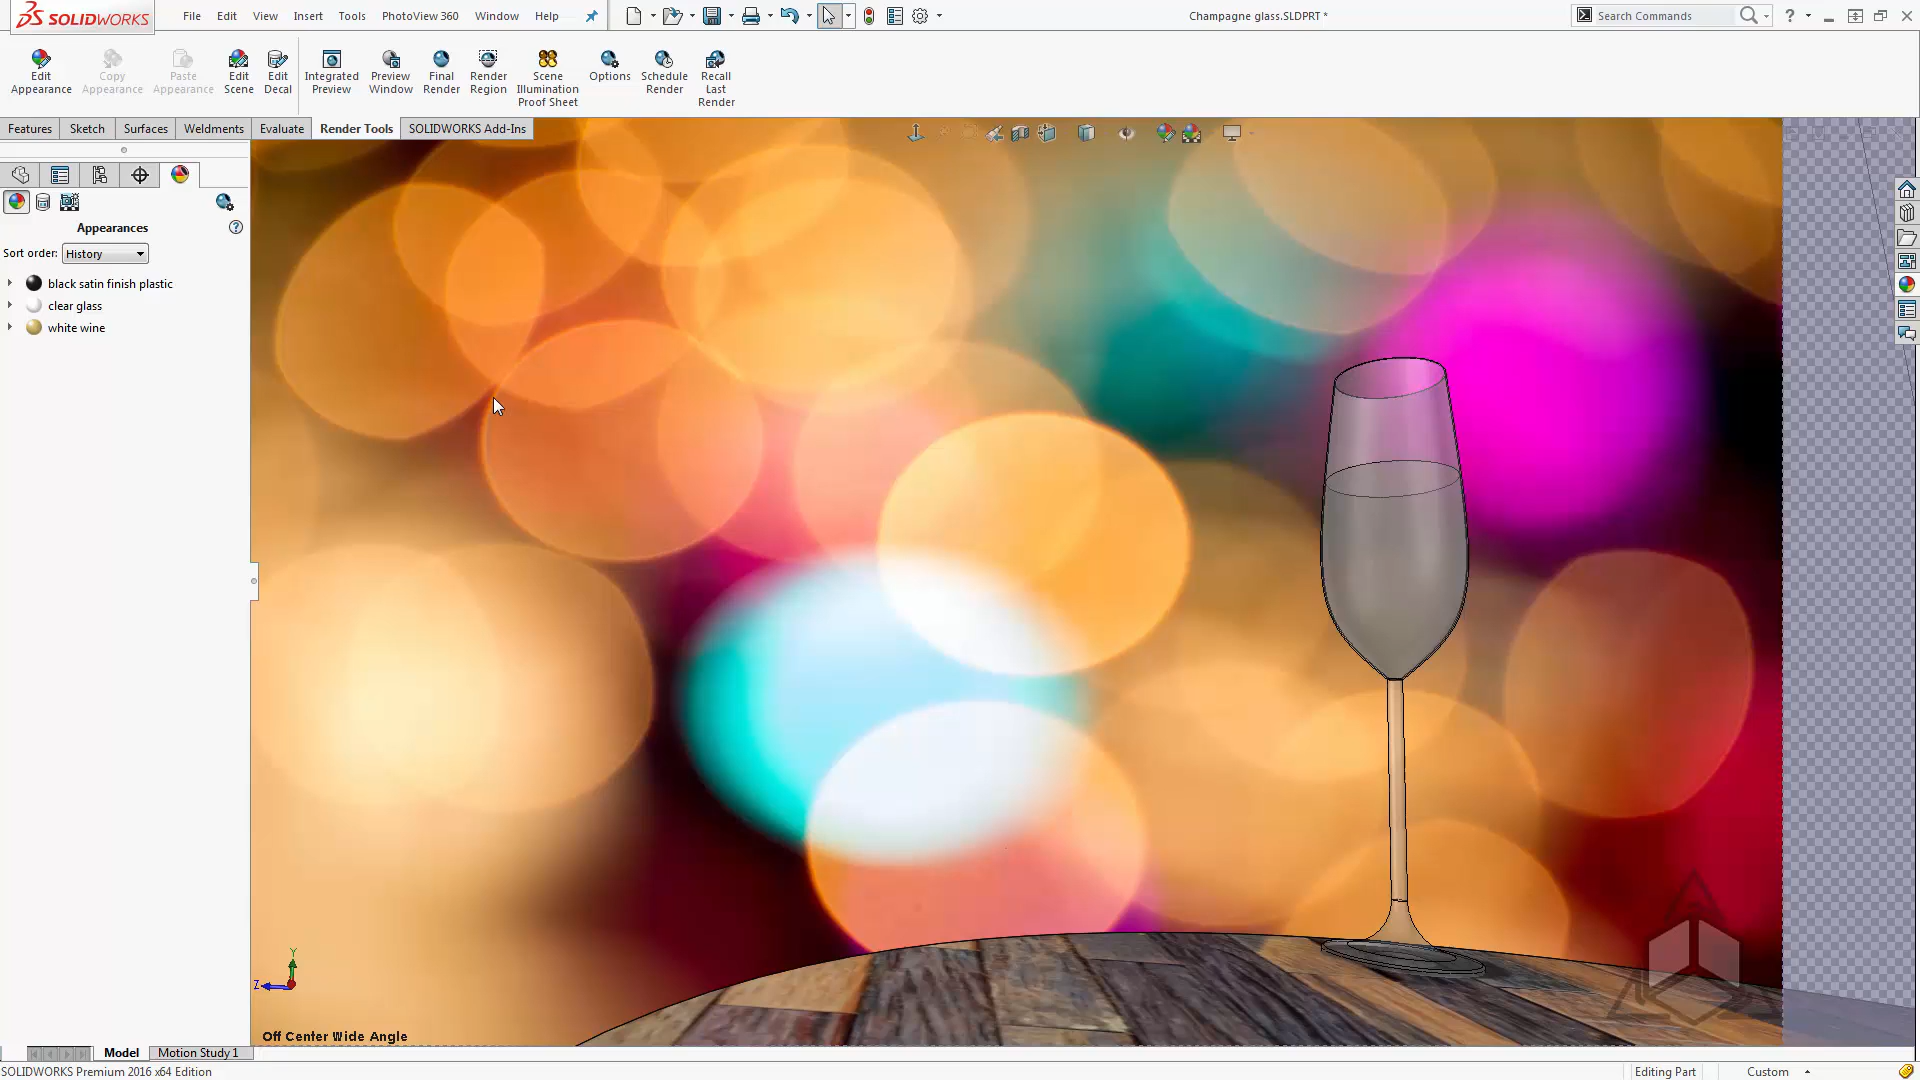 SOLIDWORKS
File Edit View Insert Tools PhotoView 360 Window Help
Champagne glass.SLDPRT *
Search Commands
Edit Appearance
Copy Appearance
Paste Appearance
Edit Scene
Edit Decal
Integrated Preview
Preview Window
Final Render
Render Region
Scene Illumination Proof Sheet
Options
Schedule Render
Recall Last Render
Features Sketch Surfaces Weldments Evaluate Render Tools SOLIDWORKS Add-Ins
Appearances
Sort order: History
black satin finish plastic
clear glass
white wine
Y
Z
Off Center Wide Angle
Model Motion Study 1
SOLIDWORKS Premium 2016 x64 Edition
Editing Part
Custom